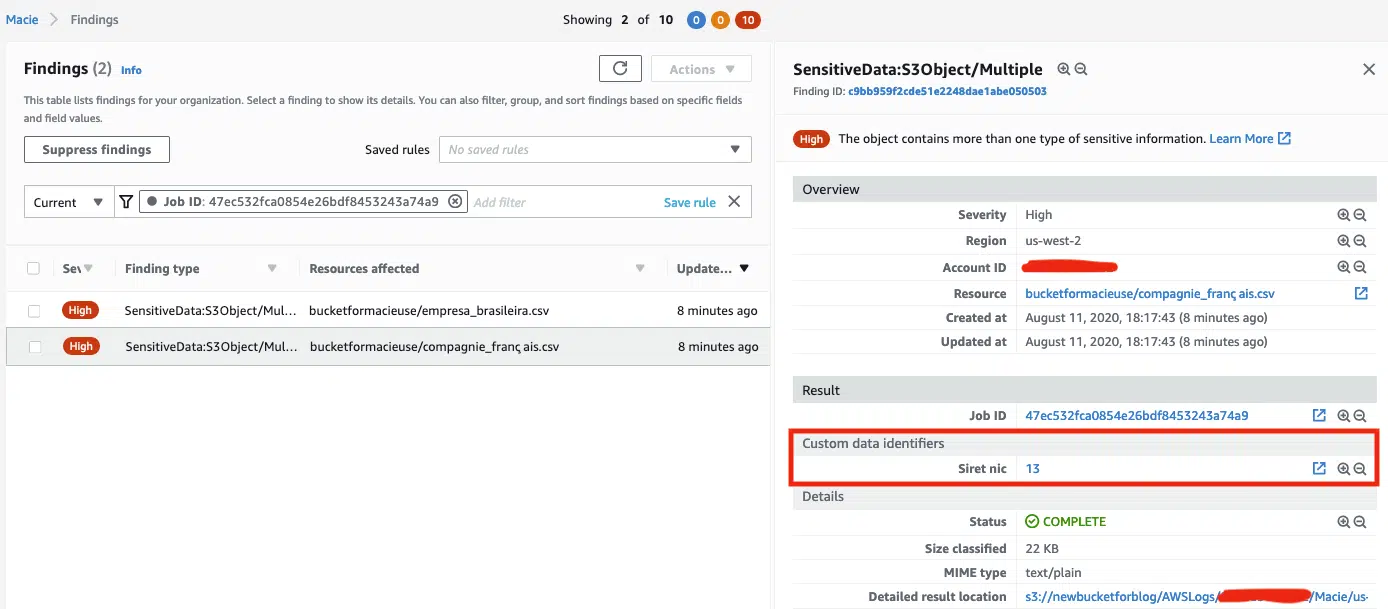 Macie > Findings
Showing 2 of 10 0 0 10
Findings (2) Info
Actions
This table lists findings for your organization. Select a finding to show its details. You can also filter, group, and sort findings based on specific fields
and field values.
Suppress findings
Saved rules
No saved rules
Current
Job ID: 47ec532fca0854e26bdf8453243a74a9
Add filter
Save rule
Sev Finding type Resources affected Update...
High SensitiveData:S3Object/Mul... bucketformacieuse/empresa_brasileira.csv 8 minutes ago
High SensitiveData:S3Object/Mul... bucketformacieuse/compagnie_franç ais.csv 8 minutes ago
SensitiveData:S3Object/Multiple
Finding ID: c9bb959f2cde51e2248dae1abe050503
High The object contains more than one type of sensitive information. Learn More
Overview
Severity High
Region us-west-2
Account ID
Resource bucketformacieuse/compagnie_franç ais.csv
Created at August 11, 2020, 18:17:43 (8 minutes ago)
Updated at August 11, 2020, 18:17:43 (8 minutes ago)
Result
Job ID 47ec532fca0854e26bdf8453243a74a9
Custom data identifiers
Siret nic 13
Details
Status COMPLETE
Size classified 22 KB
MIME type text/plain
Detailed result location s3://newbucketforblog/AWSLogs/ /Macie/us-